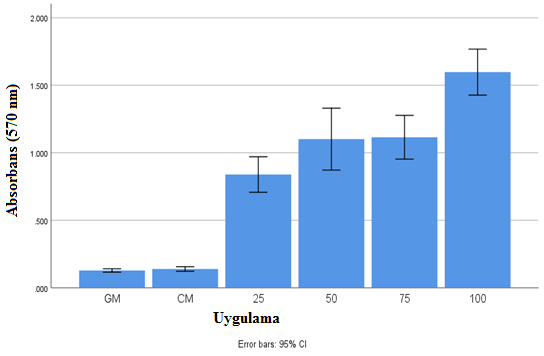 Absorbans (570 nm)
2.000
1.500
1.000
.500
.000
GM CM 25 50 75 100
Uygulama
Error bars: 95% CI